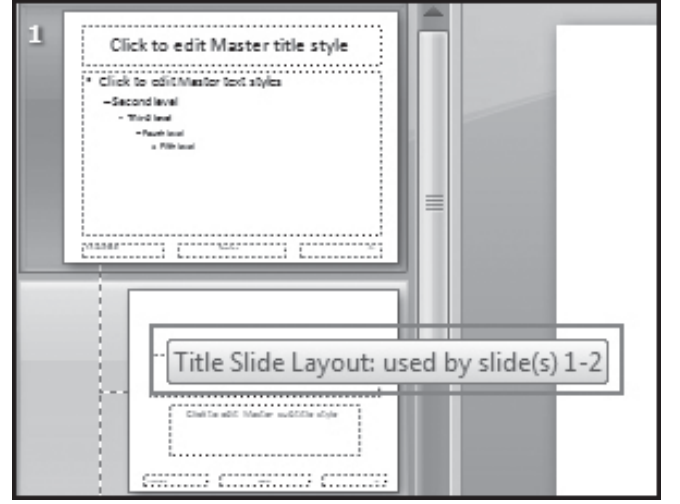 1
Click to edit Master title style
• Click to edit Master text styles
–Second level
• Third level
–Fourth level
» Fifth level
Title Slide Layout: used by slide(s) 1-2
Click to edit Master subtitle style